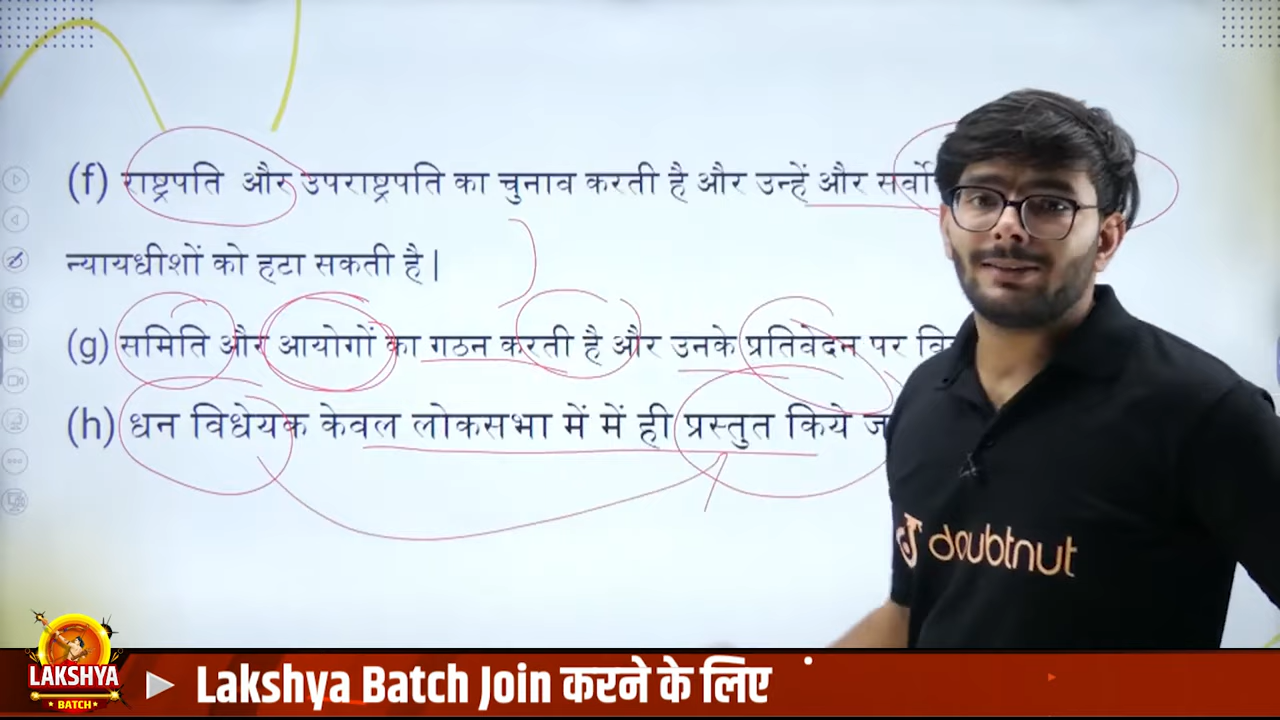 (f) राष्ट्रपति और उपराष्ट्रपति का चुनाव करती है और उन्हें और
न्यायधीशों को हटा सकती है |
(g) समिति और आयोगों का गठन करती है और उनके प्रतिवेदन पर
(h) धन विधेयक केवल लोकसभा में में ही प्रस्तुत किये
doubtnut
LAKSHYA
BATCH
Lakshya Batch Join करने के लिए